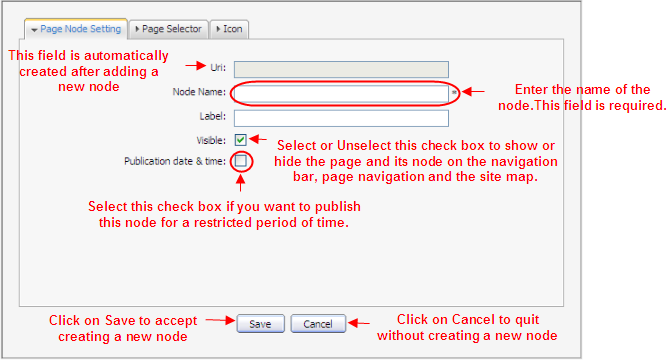 Page Node Setting Page Selector Icon
This field is automatically
created after adding a
new node
Uri:
Node Name: *
Enter the name of the
node.This field is required.
Label:
Visible:
Select or Unselect this check box to show or
hide the page and its node on the navigation
bar, page navigation and the site map.
Publication date & time:
Select this check box if you want to publish
this node for a restricted period of time.
Click on Save to accept
creating a new node
Save Cancel
Click on Cancel to quit
without creating a new node